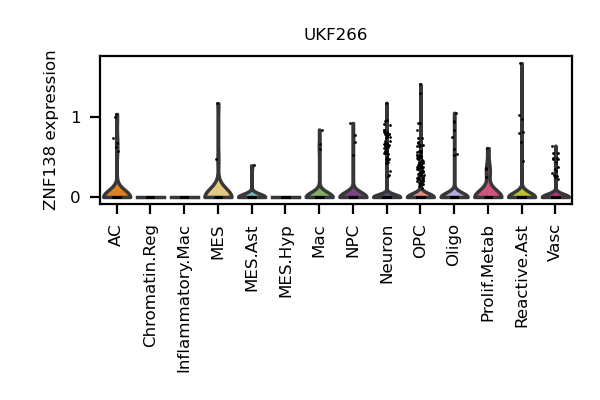 UKF266
ZNF138 expression
1
0
AC
Chromatin.Reg
Inflammatory.Mac
MES
MES.Ast
MES.Hyp
Mac
NPC
Neuron
OPC
Oligo
Prolif.Metab
Reactive.Ast
Vasc